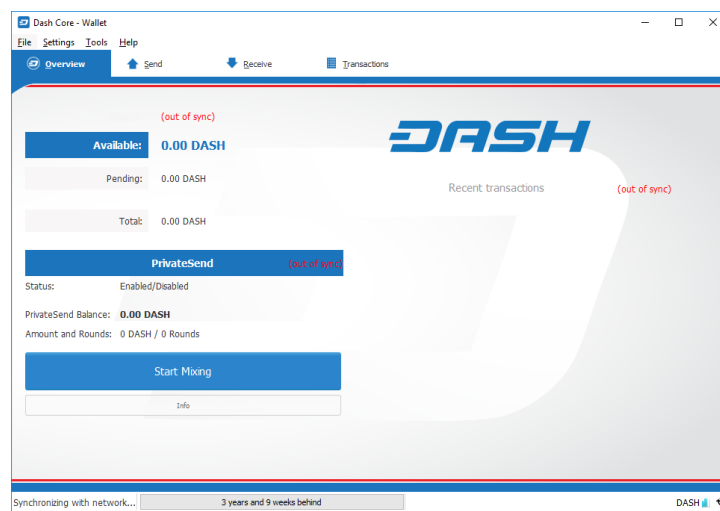 Dash Core - Wallet
File Settings Tools Help
Overview Send Receive Transactions
(out of sync)
DASH
Available: 0.00 DASH
Recent transactions (out of sync)
Pending: 0.00 DASH
Total: 0.00 DASH
PrivateSend (out of sync)
Status: Enabled/Disabled
PrivateSend Balance: 0.00 DASH
Amount and Rounds: 0 DASH / 0 Rounds
Start Mixing
Info
Synchronizing with network... 3 years and 9 weeks behind DASH